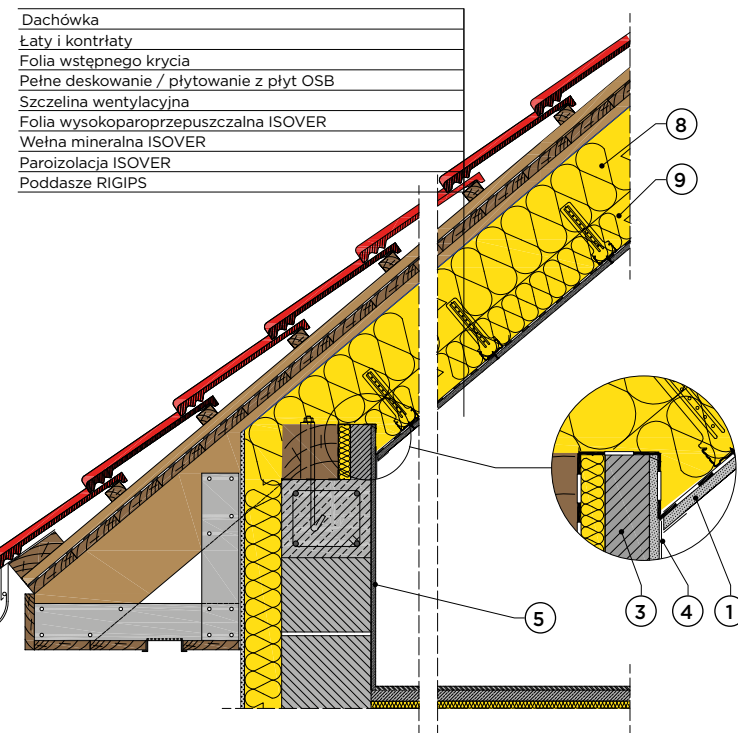 Dachówka
Łaty i kontrłaty
Folia wstępnego krycia
Pełne deskowanie / płytowanie z płyt OSB
Szczelina wentylacyjna
Folia wysokoparoprzepuszczalna ISOVER
Wełna mineralna ISOVER
Paroizolacja ISOVER
Poddasze RIGIPS
8
9
5
3
4
1